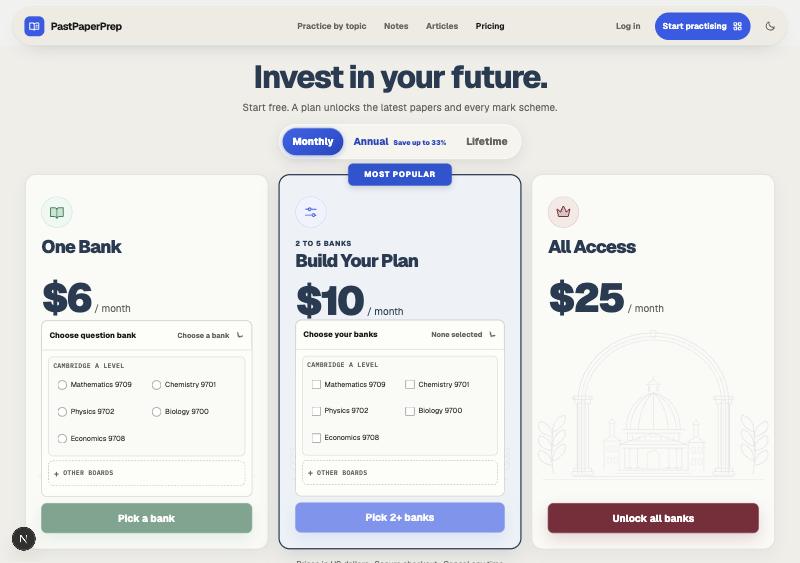 PastPaperPrep
Practice by topic
Notes
Articles
Pricing
Log in
Start practising
Invest in your future.
Start free. A plan unlocks the latest papers and every mark scheme.
Monthly
Annual Save up to 33%
Lifetime
One Bank
$6 / month
Choose question bank
Choose a bank
CAMBRIDGE A LEVEL
Mathematics 9709
Chemistry 9701
Physics 9702
Biology 9700
Economics 9708
+ OTHER BOARDS
Pick a bank
MOST POPULAR
2 TO 5 BANKS
Build Your Plan
$10 / month
Choose your banks
None selected
CAMBRIDGE A LEVEL
Mathematics 9709
Chemistry 9701
Physics 9702
Biology 9700
Economics 9708
+ OTHER BOARDS
Pick 2+ banks
All Access
$25 / month
Unlock all banks
N